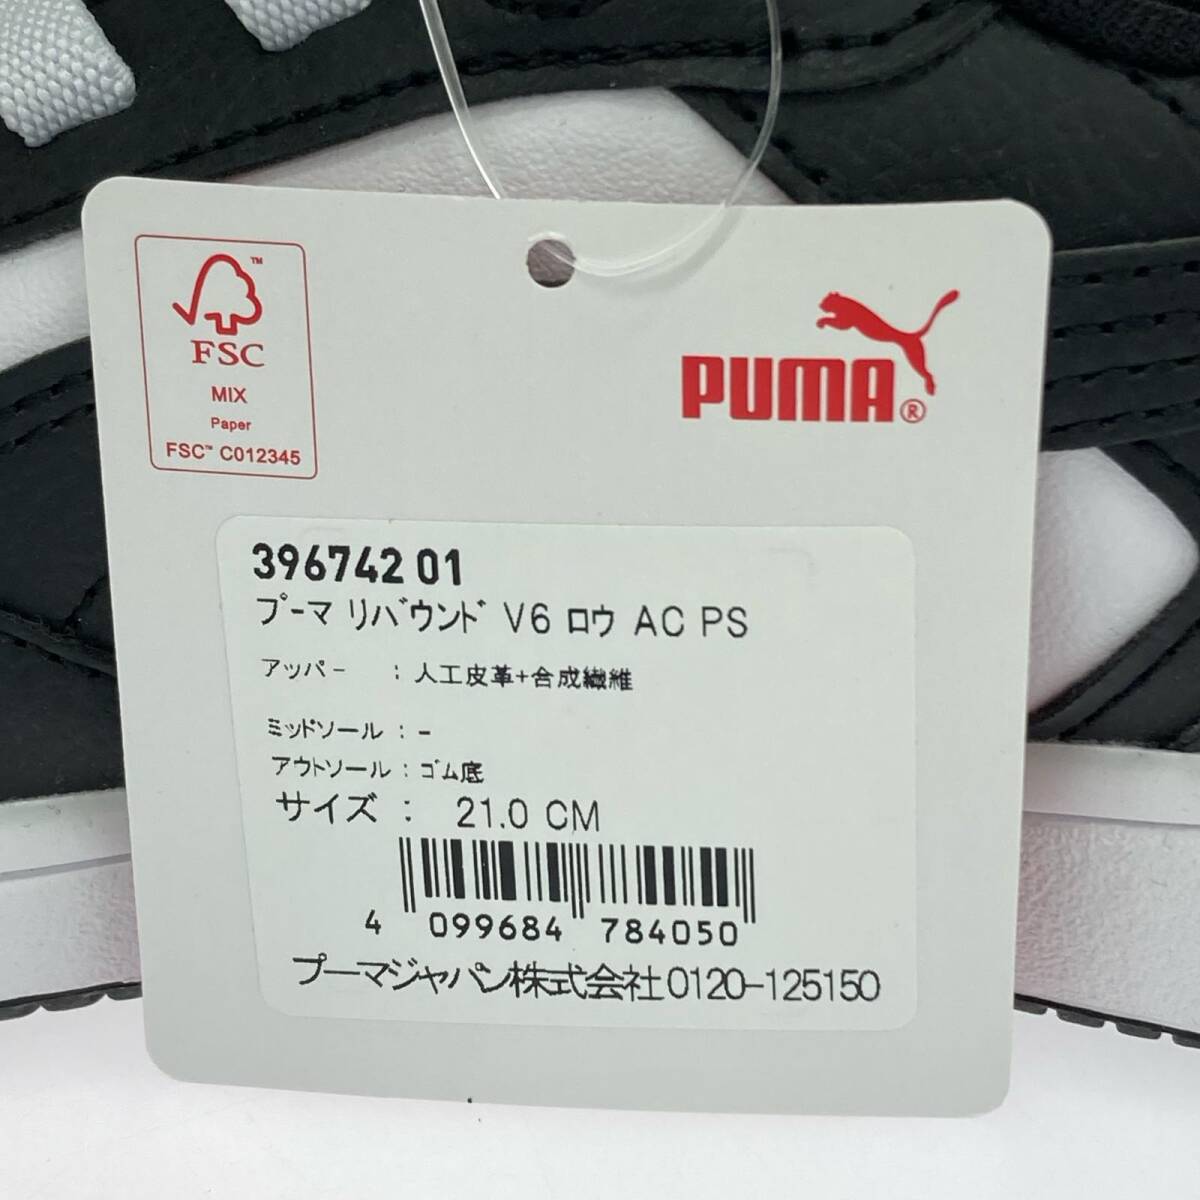 FSC™
MIX
Paper
FSC™ C012345
PUMA®
396742 01
プーマ リバウンド V6 ロウ AC PS
アッパー : 人工皮革+合成繊維
ミッドソール : -
アウトソール : ゴム底
サイズ : 21.0 CM
4 099684 784050
プーマジャパン株式会社0120-125150